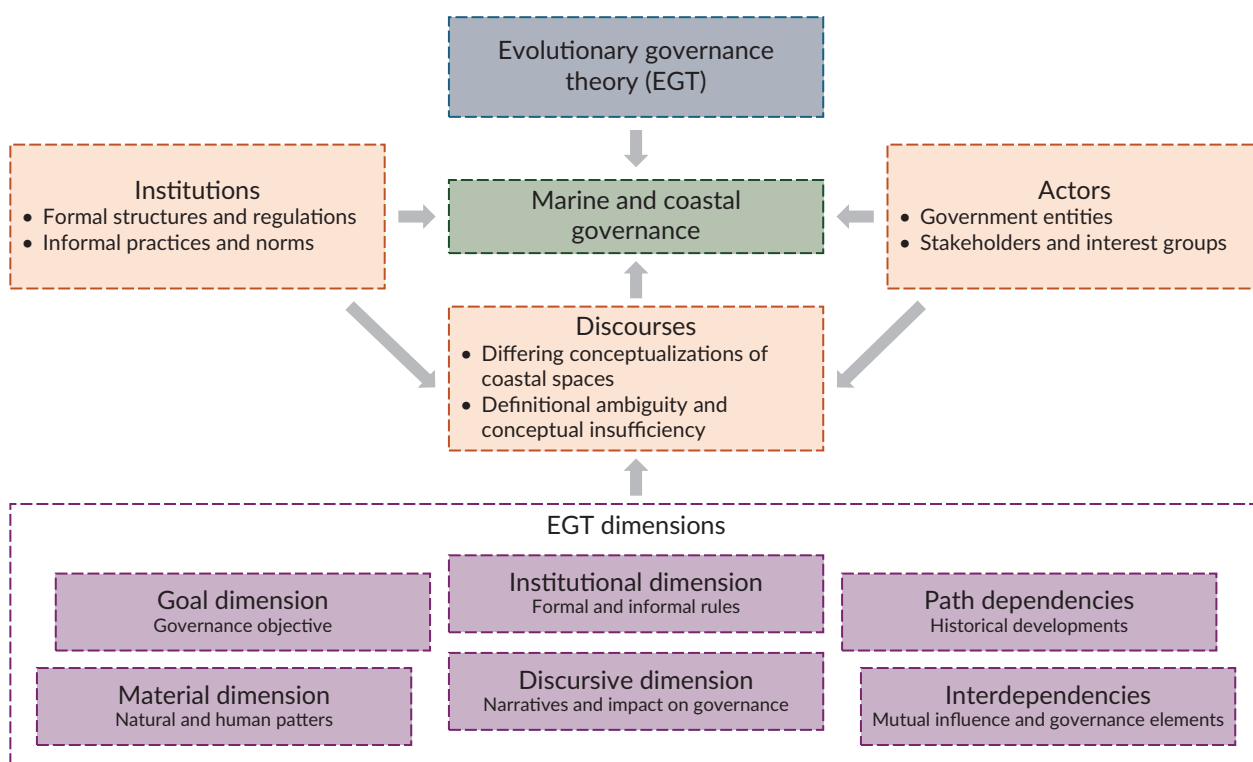 Evolutionary governance
theory (EGT)
Institutions
• Formal structures and regulations
• Informal practices and norms
Marine and coastal
governance
Actors
• Government entities
• Stakeholders and interest groups
Discourses
• Differing conceptualizations of
coastal spaces
• Definitional ambiguity and
conceptual insufficiency
EGT dimensions
Goal dimension
Governance objective
Institutional dimension
Formal and informal rules
Path dependencies
Historical developments
Material dimension
Natural and human patters
Discursive dimension
Narratives and impact on governance
Interdependencies
Mutual influence and governance elements